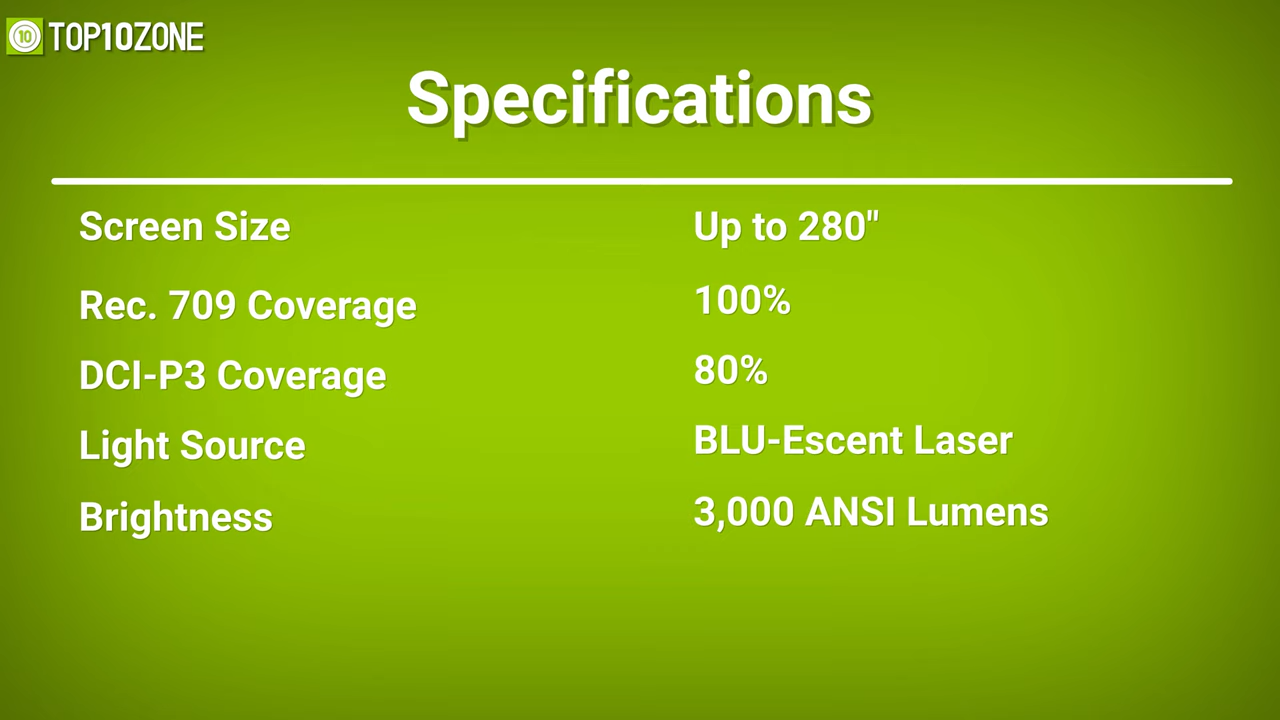 10 TOP10ZONE
Specifications
Screen Size Up to 280"
Rec. 709 Coverage 100%
DCI-P3 Coverage 80%
Light Source BLU-Escent Laser
Brightness 3,000 ANSI Lumens